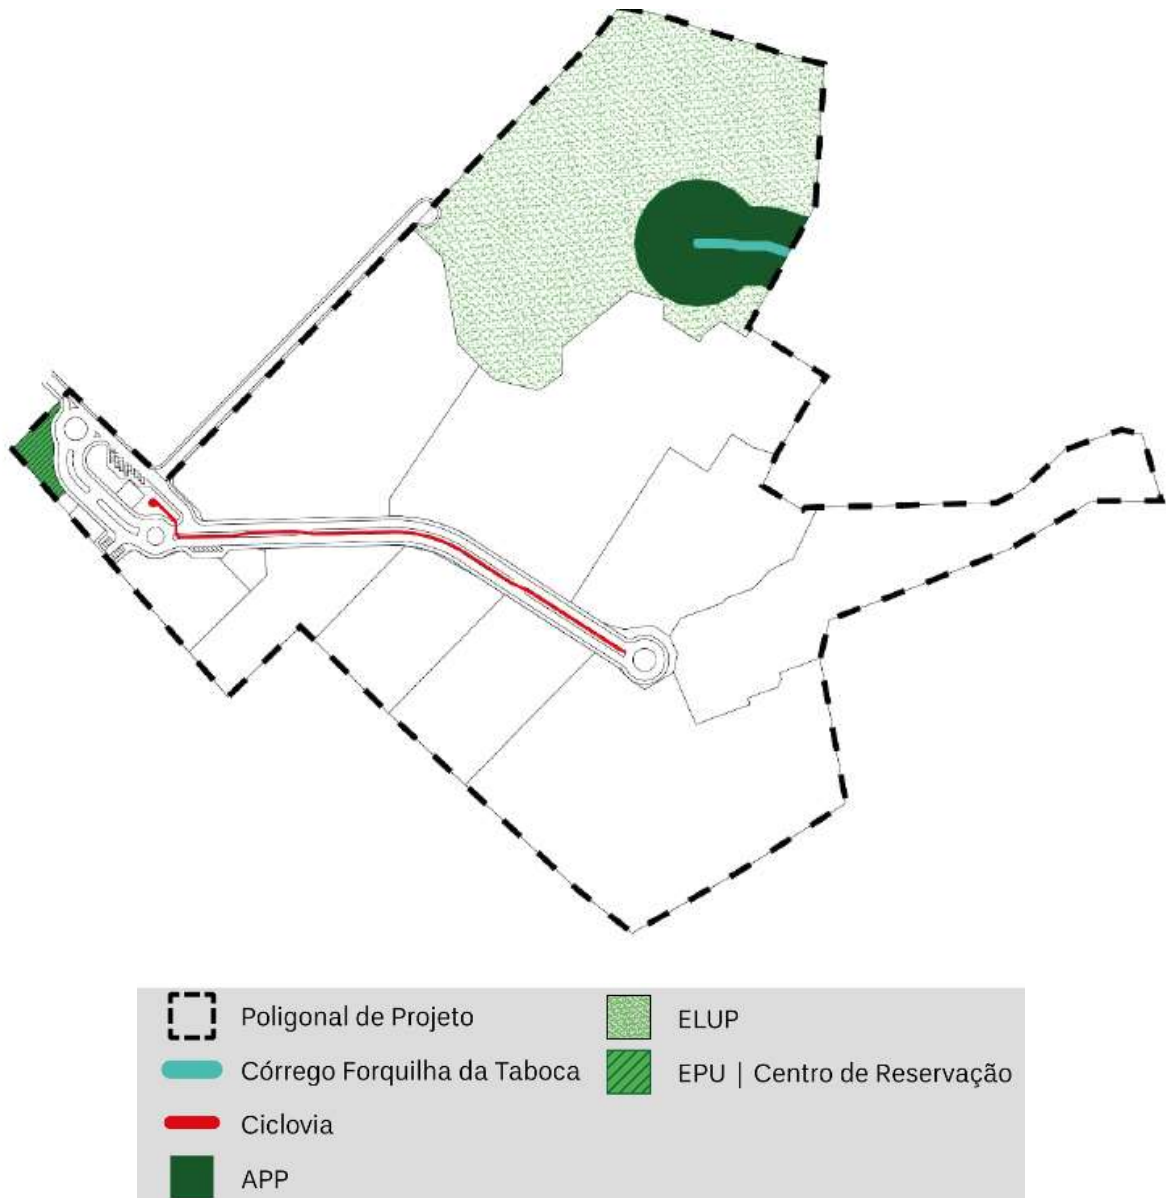 Poligonal de Projeto
Córrego Forquilha da Taboca
Ciclovia
APP
ELUP
EPU | Centro de Reservação